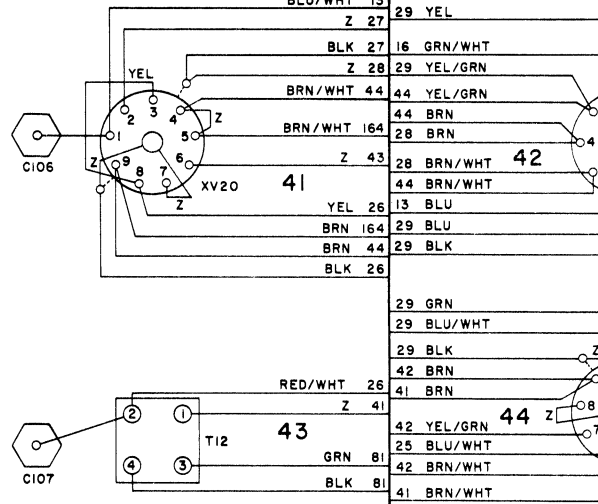 BLU/WHT 13
Z 27
29 YEL
BLK 27
16 GRN/WHT
Z 28
29 YEL/GRN
YEL
BRN/WHT 44
44 YEL/GRN
3
2
4
Z
44 BRN
C106
1
5
BRN/WHT 164
28 BRN
4
Z
9
6
Z 43
41
28 BRN/WHT
42
8
7
XV20
44 BRN/WHT
Z
YEL 26
13 BLU
BRN 164
29 BLU
BRN 44
29 BLK
BLK 26
29 GRN
29 BLU/WHT
29 BLK
Z
42 BRN
RED/WHT 26
41 BRN
2
1
Z 41
43
44
Z
8
T12
42 YEL/GRN
7
25 BLU/WHT
4
3
GRN 81
42 BRN/WHT
C107
BLK 81
41 BRN/WHT